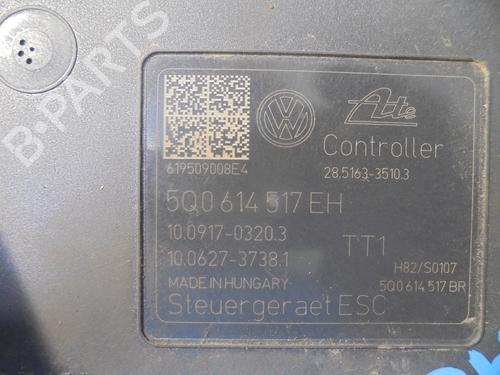 VW
Ate
Controller
28.5163-3510.3
619509008E4
5Q0 614 517 EH
10.0917-0320.3
TT1
10.0627-3738.1
H82/S0107
MADE IN HUNGARY
5Q0 614 517 BR
Steuergeraet ESC
B-PARTS